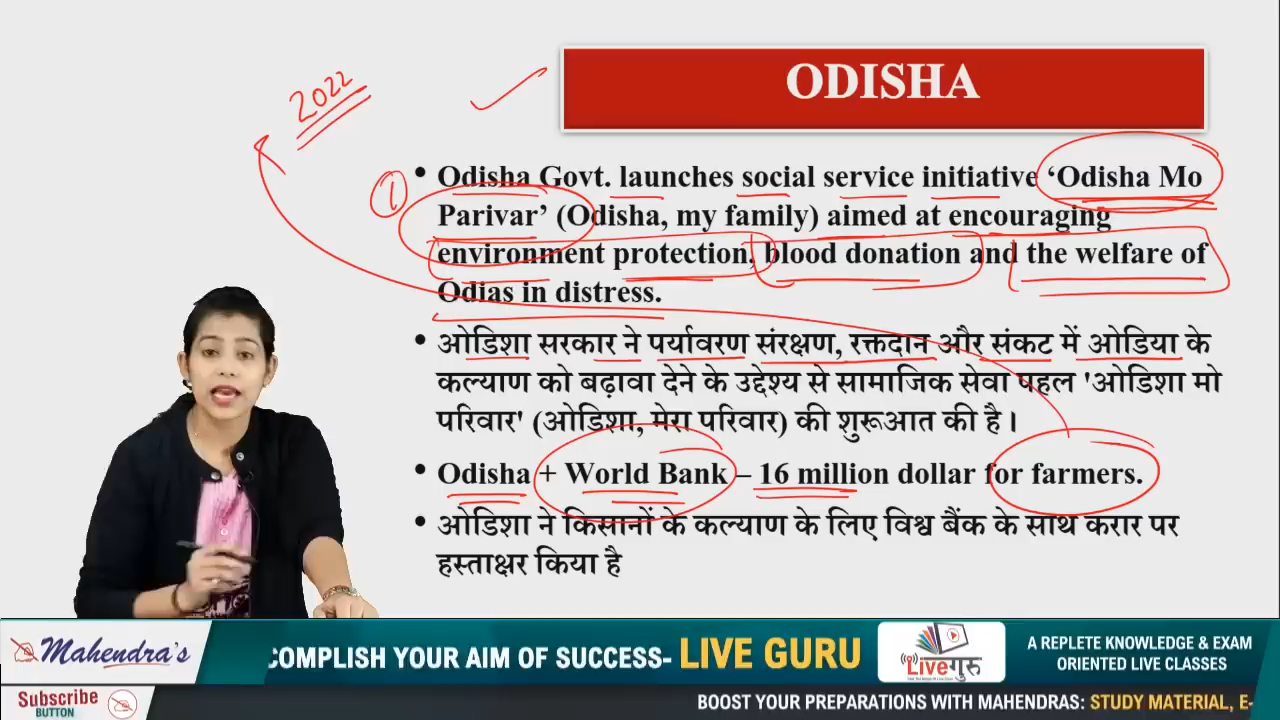 ODISHA
2022
1
• Odisha Govt. launches social service initiative ‘Odisha Mo
Parivar’ (Odisha, my family) aimed at encouraging
environment protection, blood donation and the welfare of
Odias in distress.
• ओडिशा सरकार ने पर्यावरण संरक्षण, रक्तदान और संकट में ओडिया के
कल्याण को बढ़ावा देने के उद्देश्य से सामाजिक सेवा पहल 'ओडिशा मो
परिवार' (ओडिशा, मेरा परिवार) की शुरूआत की है।
• Odisha + World Bank – 16 million dollar for farmers.
• ओडिशा ने किसानों के कल्याण के लिए विश्व बैंक के साथ करार पर
हस्ताक्षर किया है
Mahendra's
COMPLISH YOUR AIM OF SUCCESS- LIVE GURU
Liveगुरु
A REPLETE KNOWLEDGE & EXAM
ORIENTED LIVE CLASSES
Subscribe
BUTTON
BOOST YOUR PREPARATIONS WITH MAHENDRAS: STUDY MATERIAL, E-